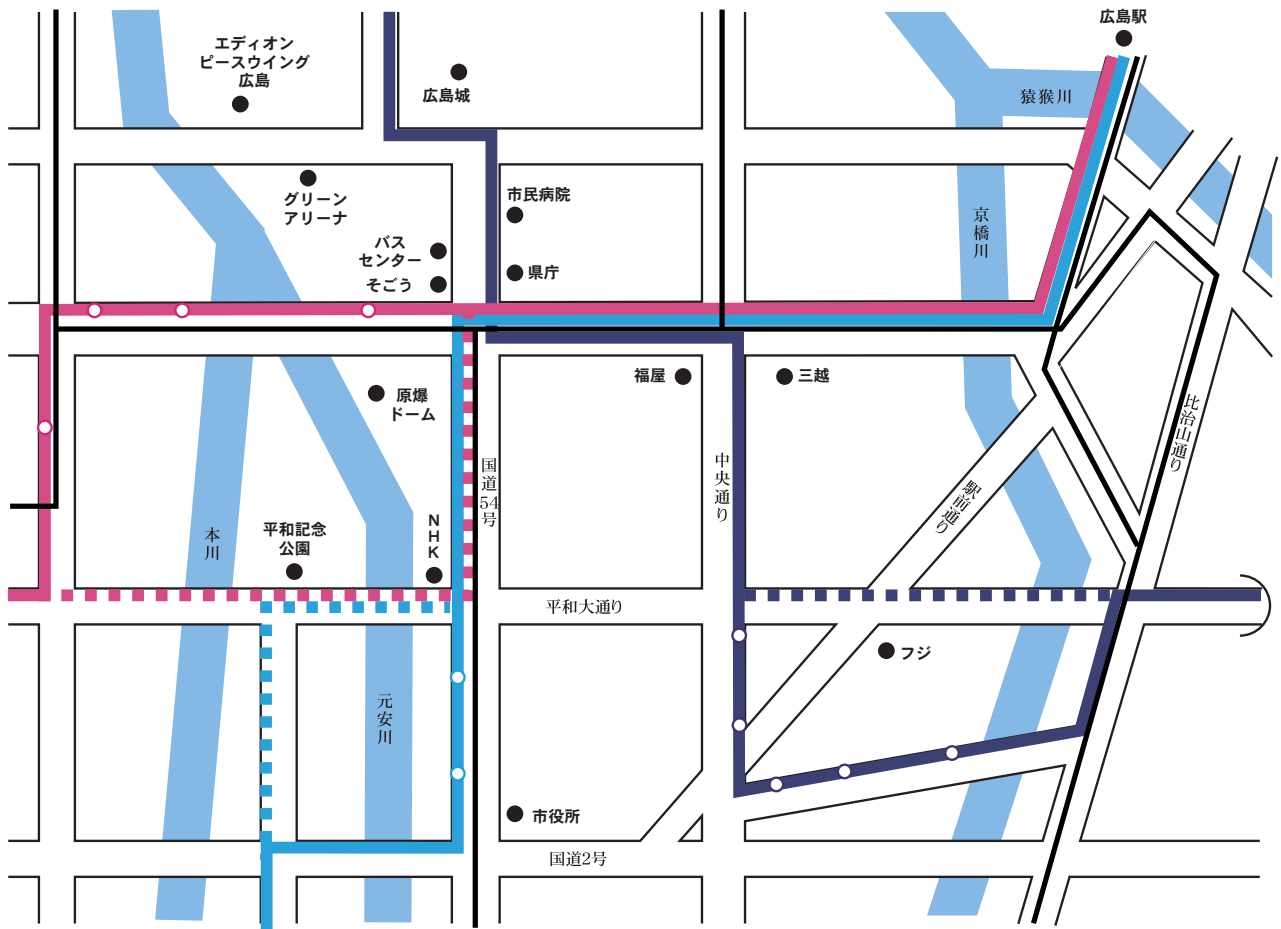 広島駅
エディオン
ピースウイング
広島
広島城
猿猴川
グリーン
アリーナ
市民病院
京橋川
バス
センター
県庁
そごう
原爆
ドーム
福屋
三越
比治山通り
国道54号
中央通り
駅前通り
本川
平和記念
公園
NHK
平和大通り
フジ
元安川
市役所
国道2号